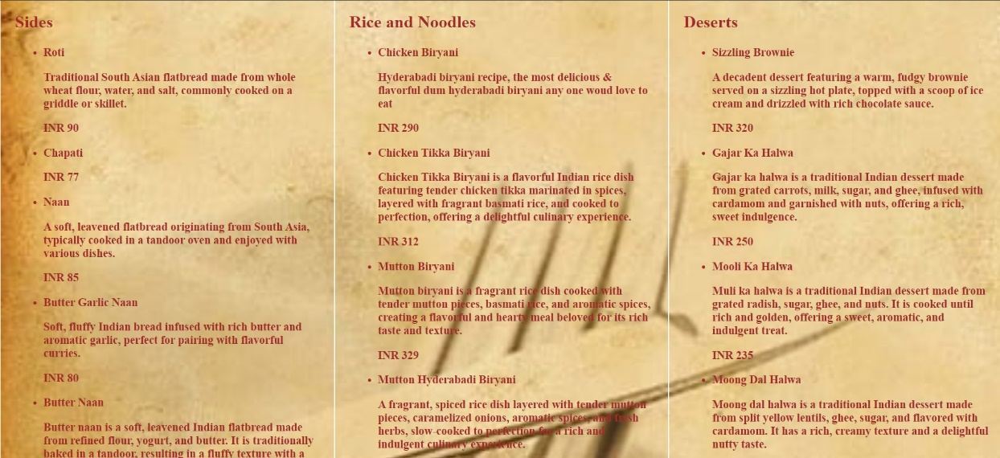 Sides
Roti
Traditional South Asian flatbread made from whole
wheat flour, water, and salt, commonly cooked on a
griddle or skillet.
INR 90
Chapati
INR 77
Naan
A soft, leavened flatbread originating from South Asia,
typically cooked in a tandoor oven and enjoyed with
various dishes.
INR 85
Butter Garlic Naan
Soft, fluffy Indian bread infused with rich butter and
aromatic garlic, perfect for pairing with flavorful
curries.
INR 80
Butter Naan
Butter naan is a soft, leavened Indian flatbread made
from refined flour, yogurt, and butter. It is traditionally
baked in a tandoor, resulting in a fluffy texture with a
Rice and Noodles
Chicken Biryani
Hyderabadi biryani recipe, the most delicious &
flavorful dum hyderabadi biryani any one woud love to
eat
INR 290
Chicken Tikka Biryani
Chicken Tikka Biryani is a flavorful Indian rice dish
featuring tender chicken tikka marinated in spices,
layered with fragrant basmati rice, and cooked to
perfection, offering a delightful culinary experience.
INR 312
Mutton Biryani
Mutton biryani is a fragrant rice dish cooked with
tender mutton pieces, basmati rice, and aromatic spices,
creating a flavorful and hearty meal beloved for its rich
taste and texture.
INR 329
Mutton Hyderabadi Biryani
A fragrant, spiced rice dish layered with tender mutton
pieces, caramelized onions, aromatic spices, and fresh
herbs, slow-cooked to perfection for a rich and
indulgent culinary experience.
Deserts
Sizzling Brownie
A decadent dessert featuring a warm, fudgy brownie
served on a sizzling hot plate, topped with a scoop of ice
cream and drizzled with rich chocolate sauce.
INR 320
Gajar Ka Halwa
Gajar ka halwa is a traditional Indian dessert made
from grated carrots, milk, sugar, and ghee, infused with
cardamom and garnished with nuts, offering a rich,
sweet indulgence.
INR 250
Mooli Ka Halwa
Muli ka halwa is a traditional Indian dessert made from
grated radish, sugar, ghee, and nuts. It is cooked until
rich and golden, offering a sweet, aromatic, and
indulgent treat.
INR 235
Moong Dal Halwa
Moong dal halwa is a traditional Indian dessert made
from split yellow lentils, ghee, sugar, and flavored with
cardamom. It has a rich, creamy texture and a delightful
nutty taste.